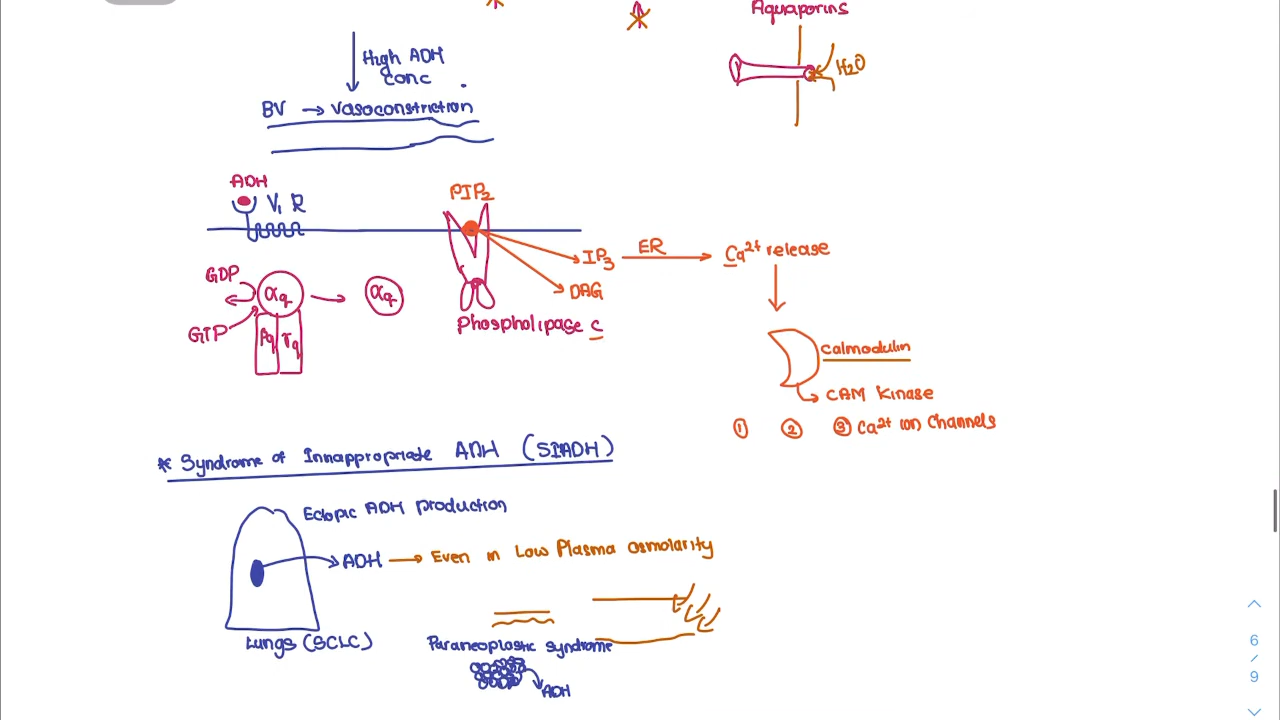 Aquaporins
High ADH
conc
H2O
BV → Vasoconstriction
ADH
V1 R
PIP2
IP3
ER
Ca2+ release
DAG
GDP
αq
αq
GTP
βq
γq
Phospholipase C
calmodulin
CAM Kinase
① ② ③ Ca2+ ion channels
* Syndrome of Innappropriate ADH (SIADH)
Ectopic ADH production
ADH → Even in Low Plasma osmolarity
Lungs (SCLC)
Paraneoplastic syndrome
ADH
6
/
9